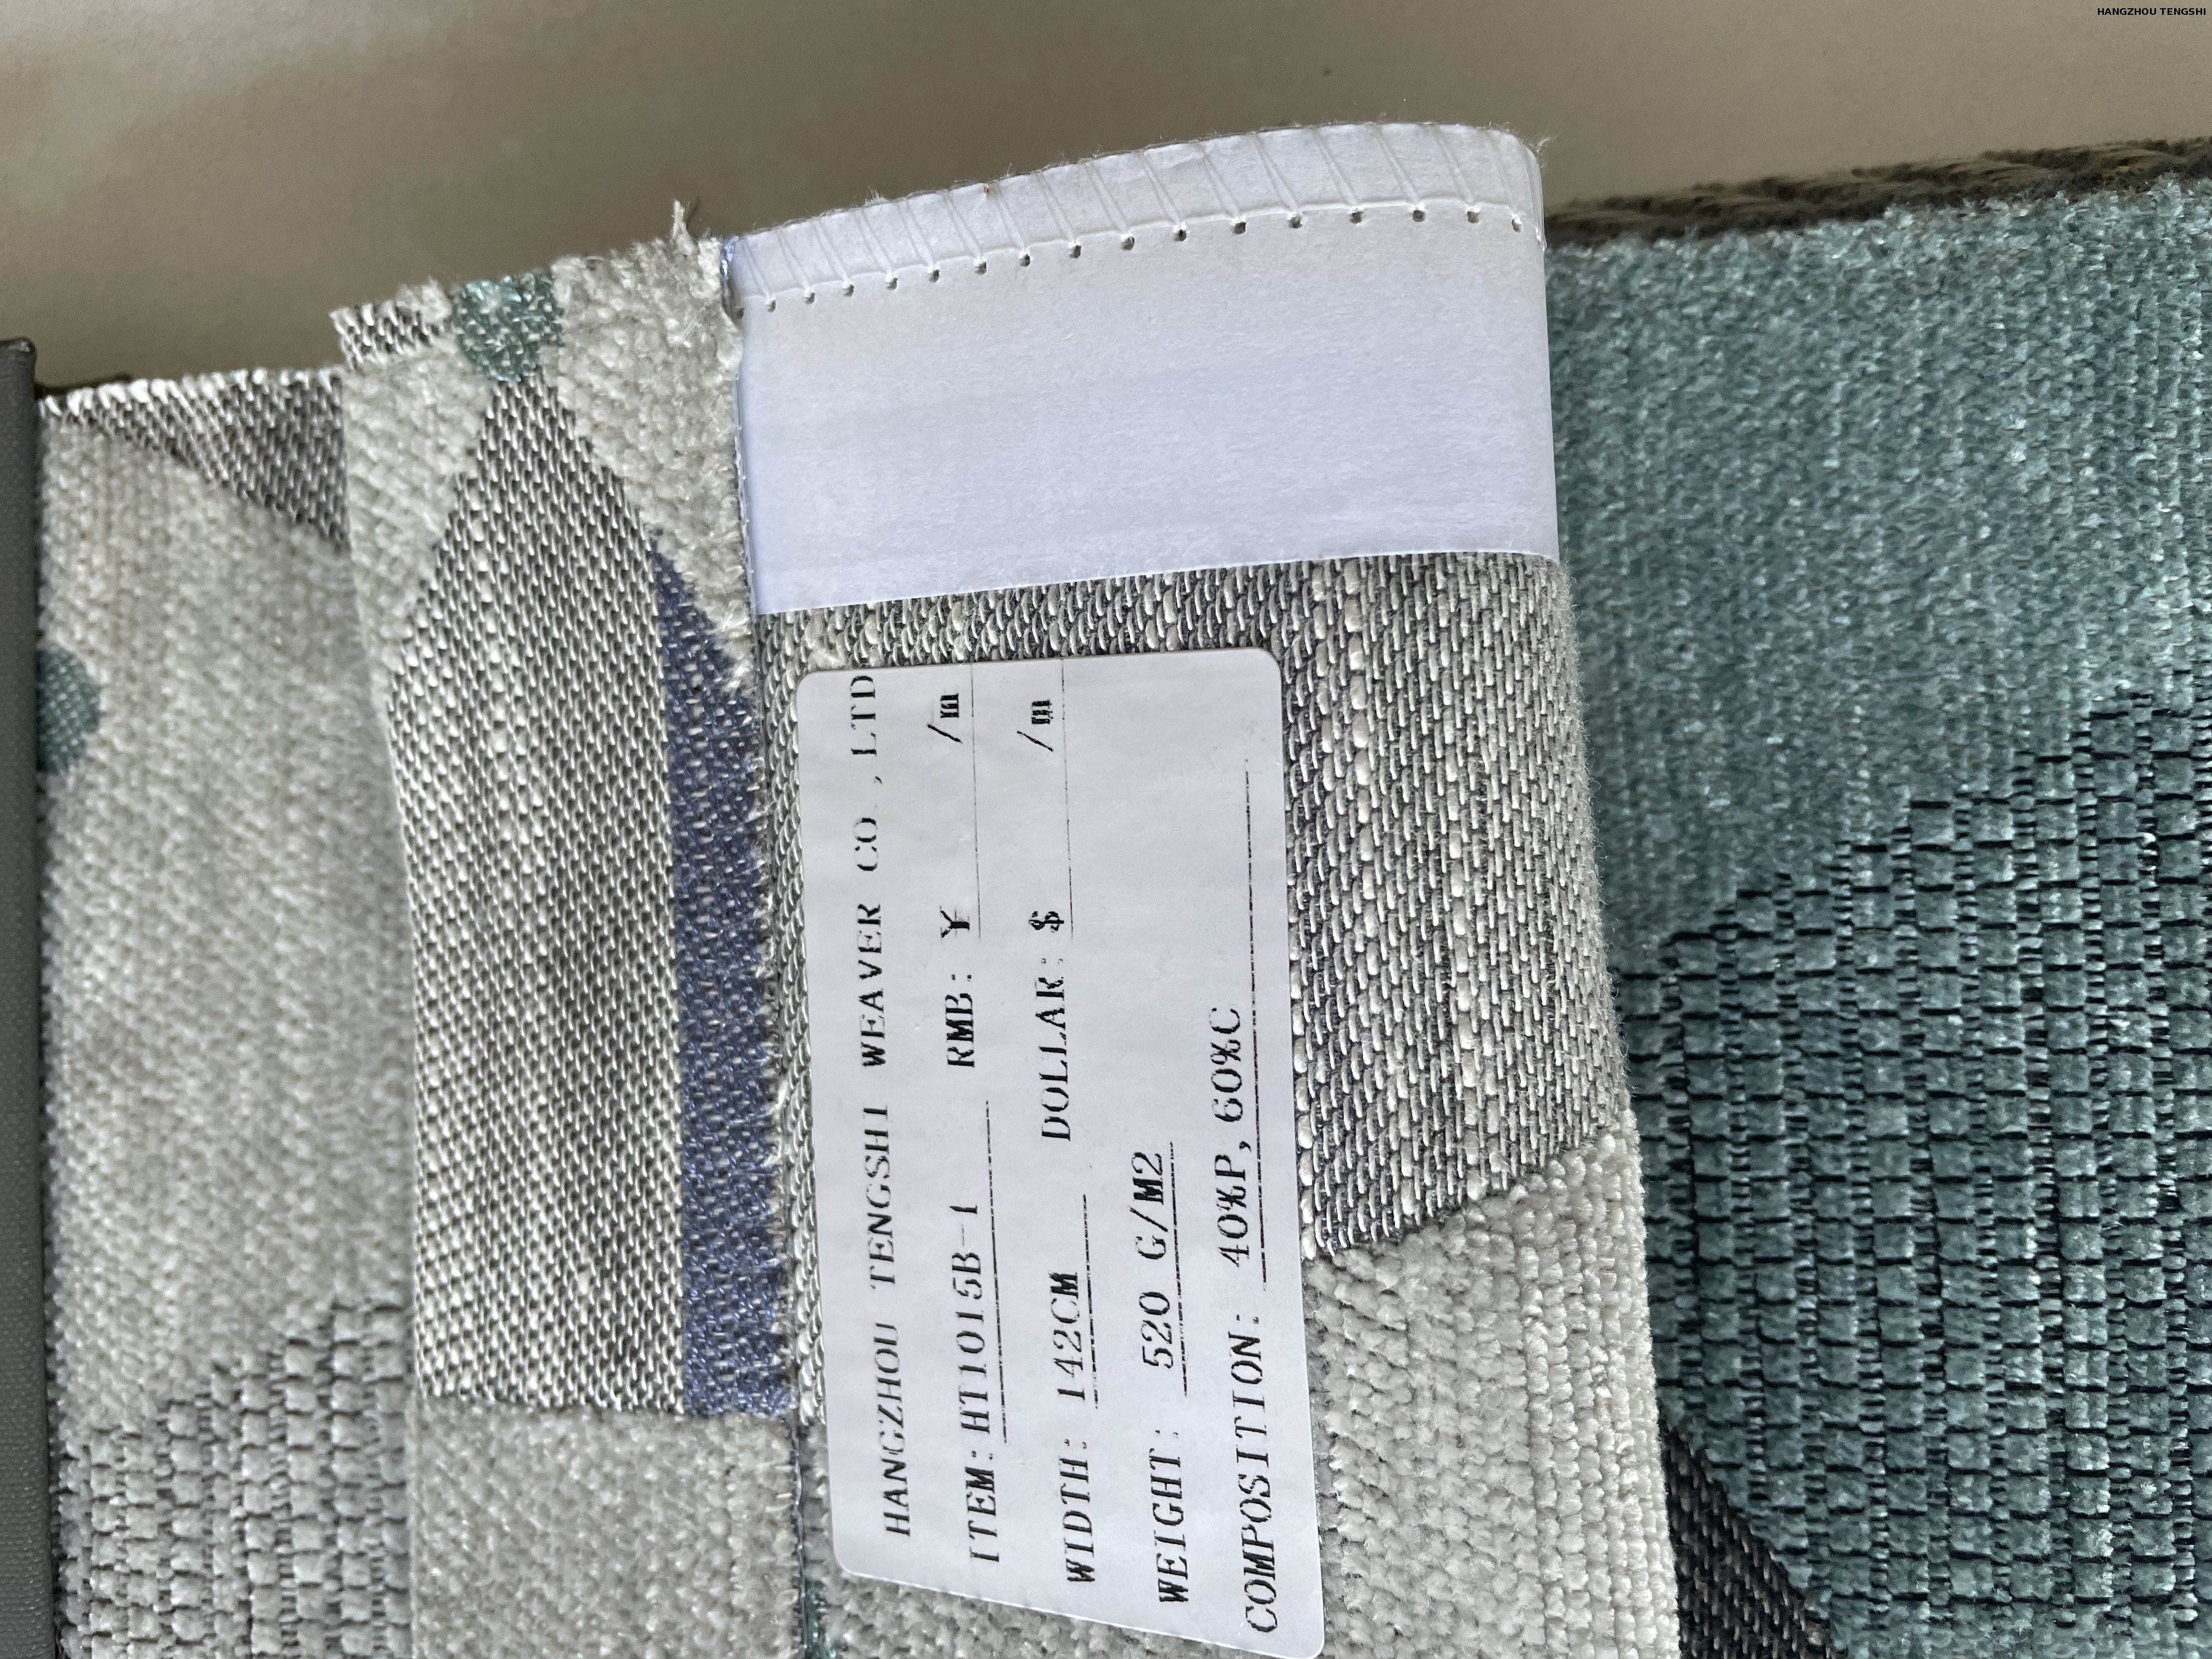 HANGZHOU TENGSHI
HANGZHOU TENGSHI WEAVER CO.,LTD
ITEM: HT1015B-1 RMB: Y /m
WIDTH: 142CM DOLLAR: $ /m
WEIGHT: 520 G/M2
COMPOSITION: 40%P, 60%C